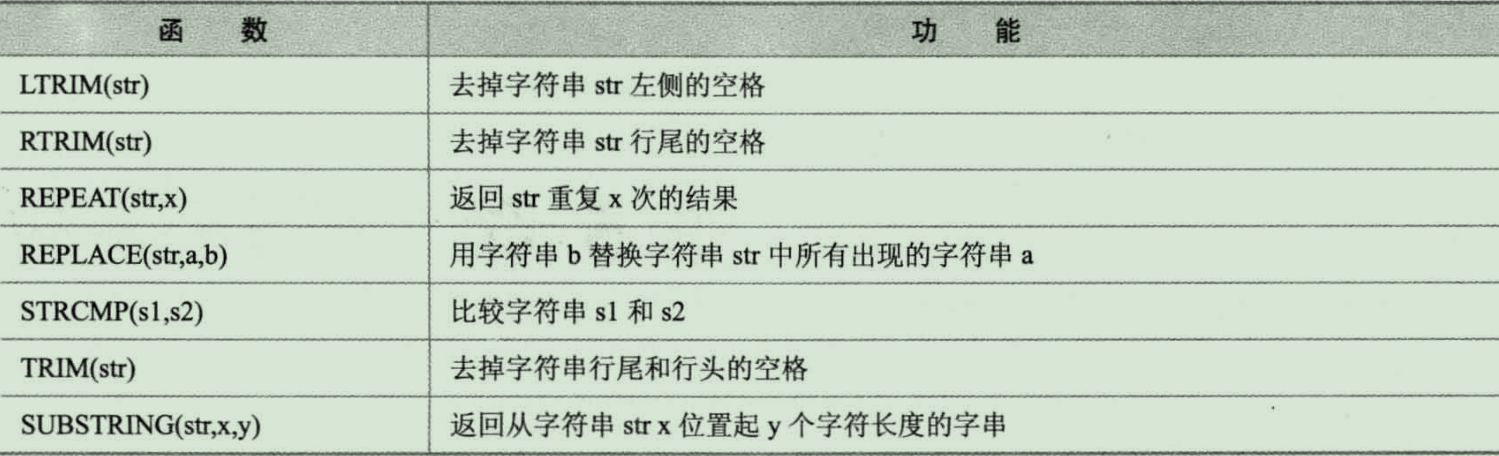 函 数 功 能
LTRIM(str) 去掉字符串 str 左侧的空格
RTRIM(str) 去掉字符串 str 行尾的空格
REPEAT(str,x) 返回 str 重复 x 次的结果
REPLACE(str,a,b) 用字符串 b 替换字符串 str 中所有出现的字符串 a
STRCMP(s1,s2) 比较字符串 s1 和 s2
TRIM(str) 去掉字符串行尾和行头的空格
SUBSTRING(str,x,y) 返回从字符串 str x 位置起 y 个字符长度的字串